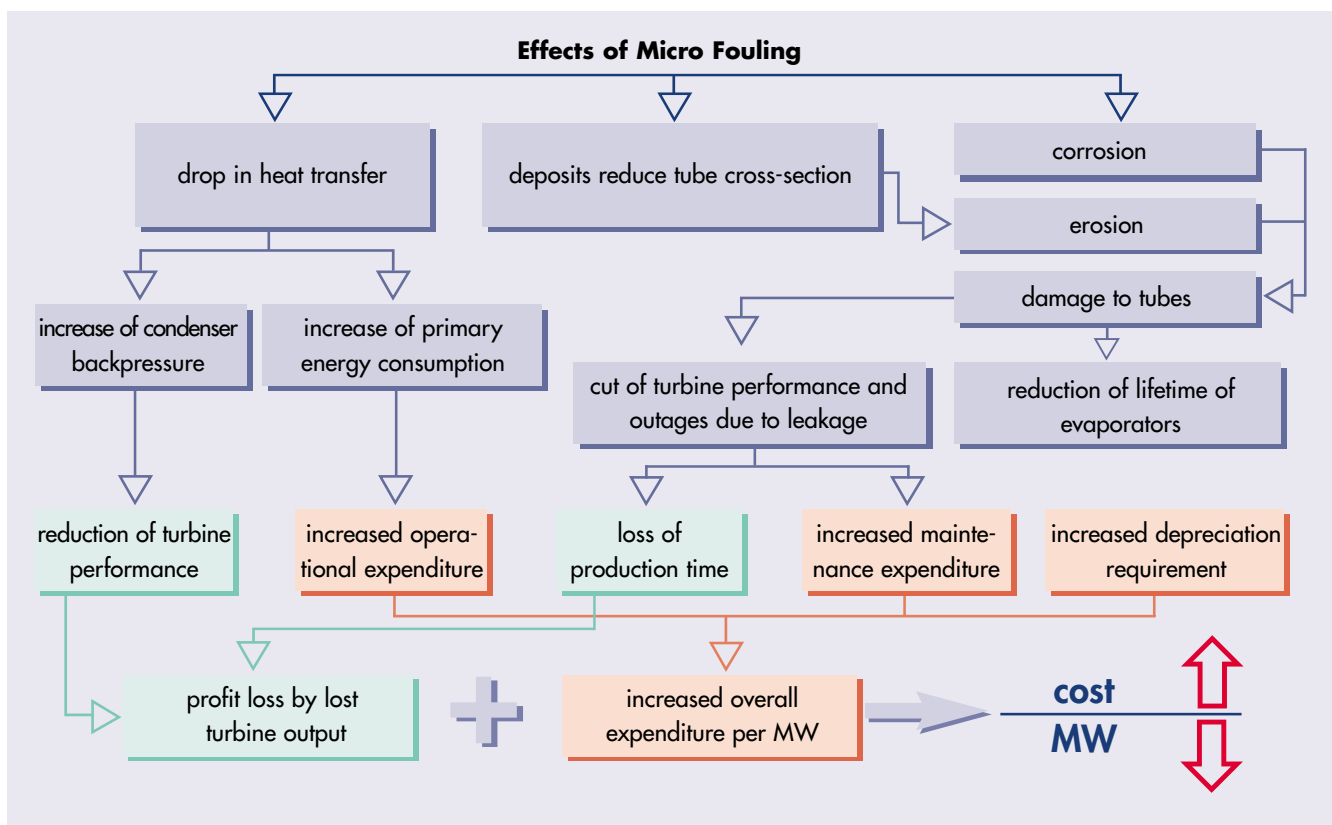 Effects of Micro Fouling
drop in heat transfer
deposits reduce tube cross-section
corrosion
erosion
damage to tubes
increase of condenser
backpressure
increase of primary
energy consumption
cut of turbine performance and
outages due to leakage
reduction of lifetime of
evaporators
reduction of turbine
performance
increased opera-
tional expenditure
loss of
production time
increased mainte-
nance expenditure
increased depreciation
requirement
profit loss by lost
turbine output
+
increased overall
expenditure per MW
cost
MW